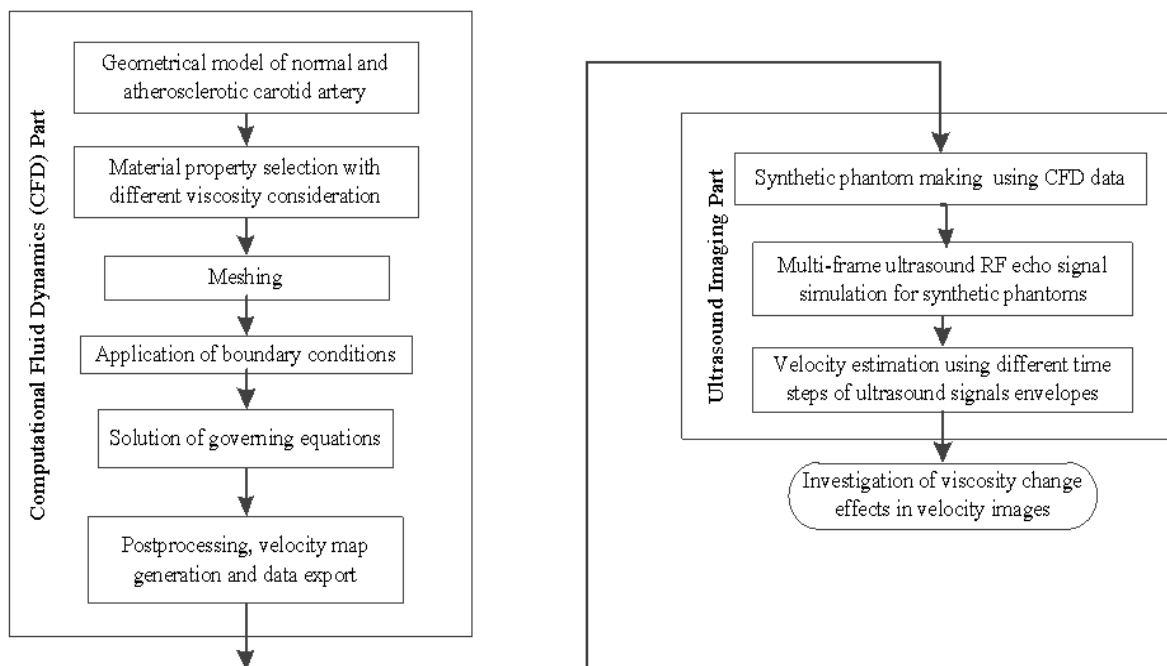 Computational Fluid Dynamics (CFD) Part
Geometrical model of normal and
atherosclerotic carotid artery
Material property selection with
different viscosity consideration
Meshing
Application of boundary conditions
Solution of governing equations
Postprocessing, velocity map
generation and data export
Ultrasound Imaging Part
Synthetic phantom making using CFD data
Multi-frame ultrasound RF echo signal
simulation for synthetic phantoms
Velocity estimation using different time
steps of ultrasound signals envelopes
Investigation of viscosity change
effects in velocity images